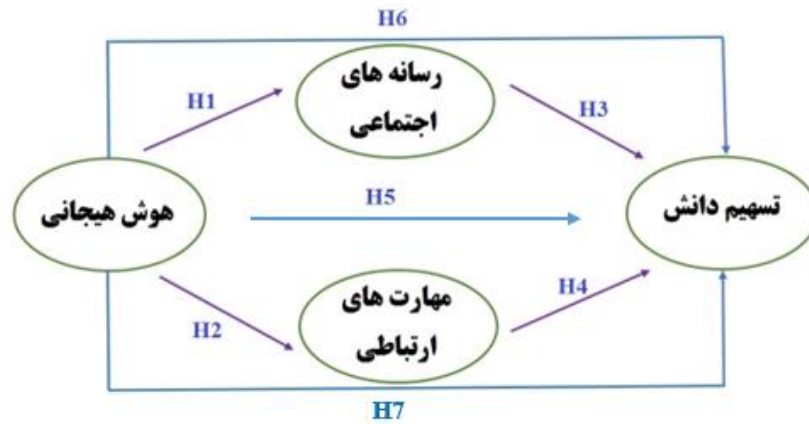 H6
رسانه های
اجتماعی
H1
H3
هوش هیجانی
H5
تسهیم دانش
مهارت های
ارتباطی
H2
H4
H7